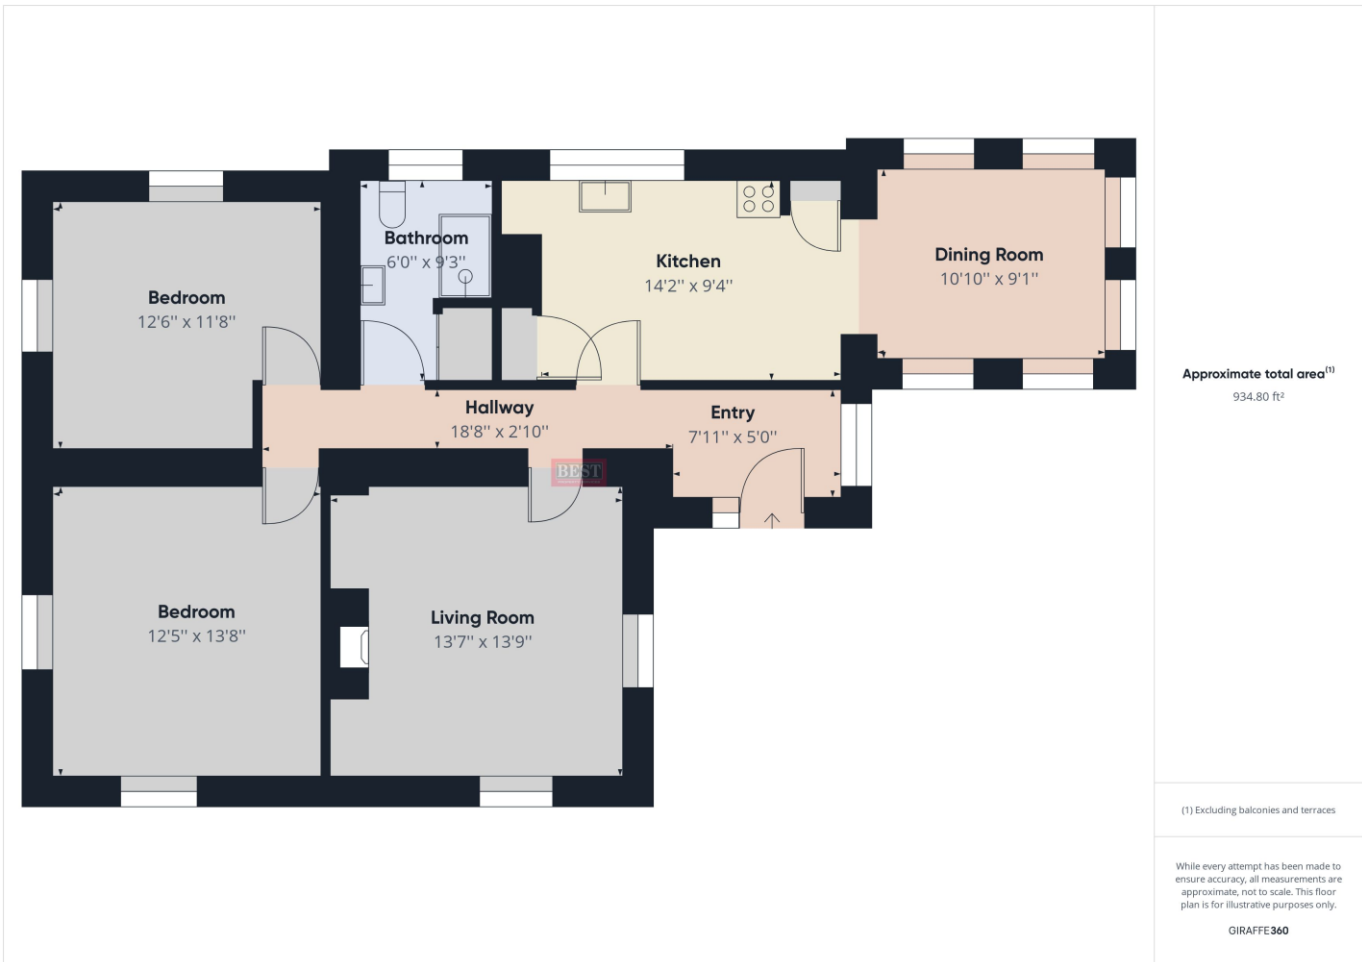 Bathroom
6'0'' x 9'3''
Kitchen
14'2'' x 9'4''
Dining Room
10'10'' x 9'1''
Bedroom
12'6'' x 11'8''
Hallway
18'8'' x 2'10''
Entry
7'11'' x 5'0''
BEST
Bedroom
12'5'' x 13'8''
Living Room
13'7'' x 13'9''
Approximate total area(1)
934.80 ft²
(1) Excluding balconies and terraces
While every attempt has been made to
ensure accuracy, all measurements are
approximate, not to scale. This floor
plan is for illustrative purposes only.
GIRAFFE360